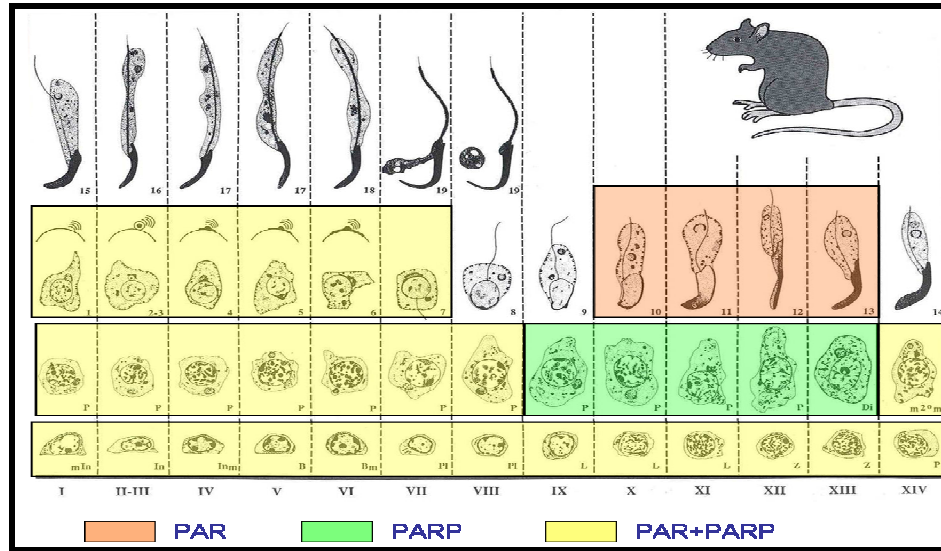 15 16 17 17 18 19 19
1 2-3 4 5 6 7 8 9 10 11 12 13 14
P P P P P P P P P P P P Di m2om
mIn In Inm B Bm Pl Pl L L L Z Z P
I II-III IV V VI VII VIII IX X XI XII XIII XIV
PAR PARP PAR+PARP